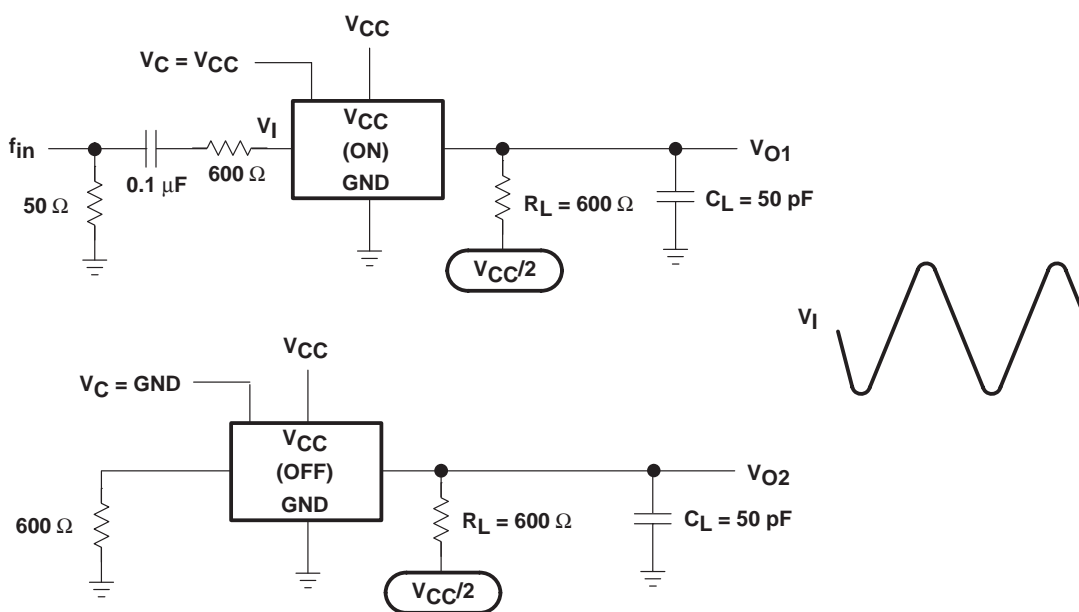 VCC
VC = VCC
VI
VCC
(ON)
GND
fin
0.1 μF
600 Ω
50 Ω
VO1
RL = 600 Ω
CL = 50 pF
VCC/2
VI
VCC
VC = GND
VCC
(OFF)
GND
VO2
600 Ω
RL = 600 Ω
CL = 50 pF
VCC/2